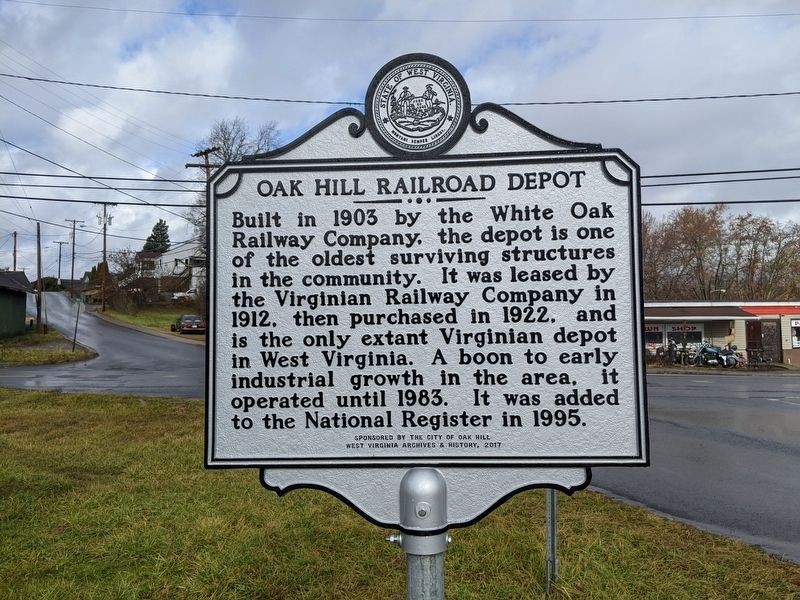 STATE OF WEST VIRGINIA
MONTANI SEMPER LIBERI
OAK HILL RAILROAD DEPOT
Built in 1903 by the White Oak
Railway Company, the depot is one
of the oldest surviving structures
in the community. It was leased by
the Virginian Railway Company in
1912, then purchased in 1922, and
is the only extant Virginian depot
in West Virginia. A boon to early
industrial growth in the area, it
operated until 1983. It was added
to the National Register in 1995.
SPONSORED BY THE CITY OF OAK HILL
WEST VIRGINIA ARCHIVES & HISTORY, 2017
SHOP